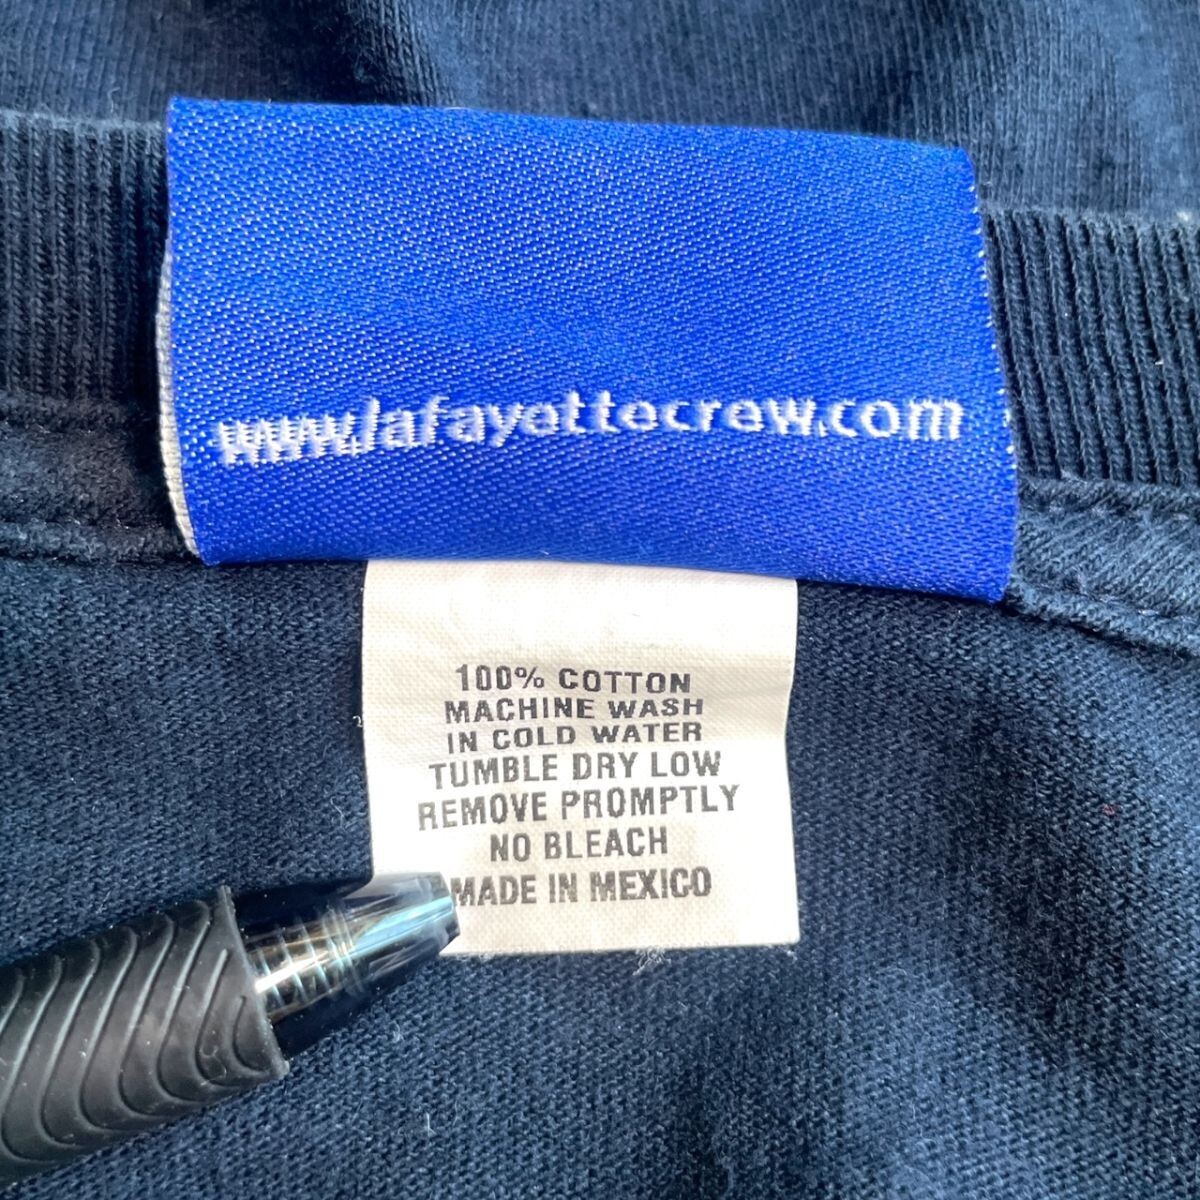 www.lafayettecrew.com
100% COTTON
MACHINE WASH
IN COLD WATER
TUMBLE DRY LOW
REMOVE PROMPTLY
NO BLEACH
MADE IN MEXICO